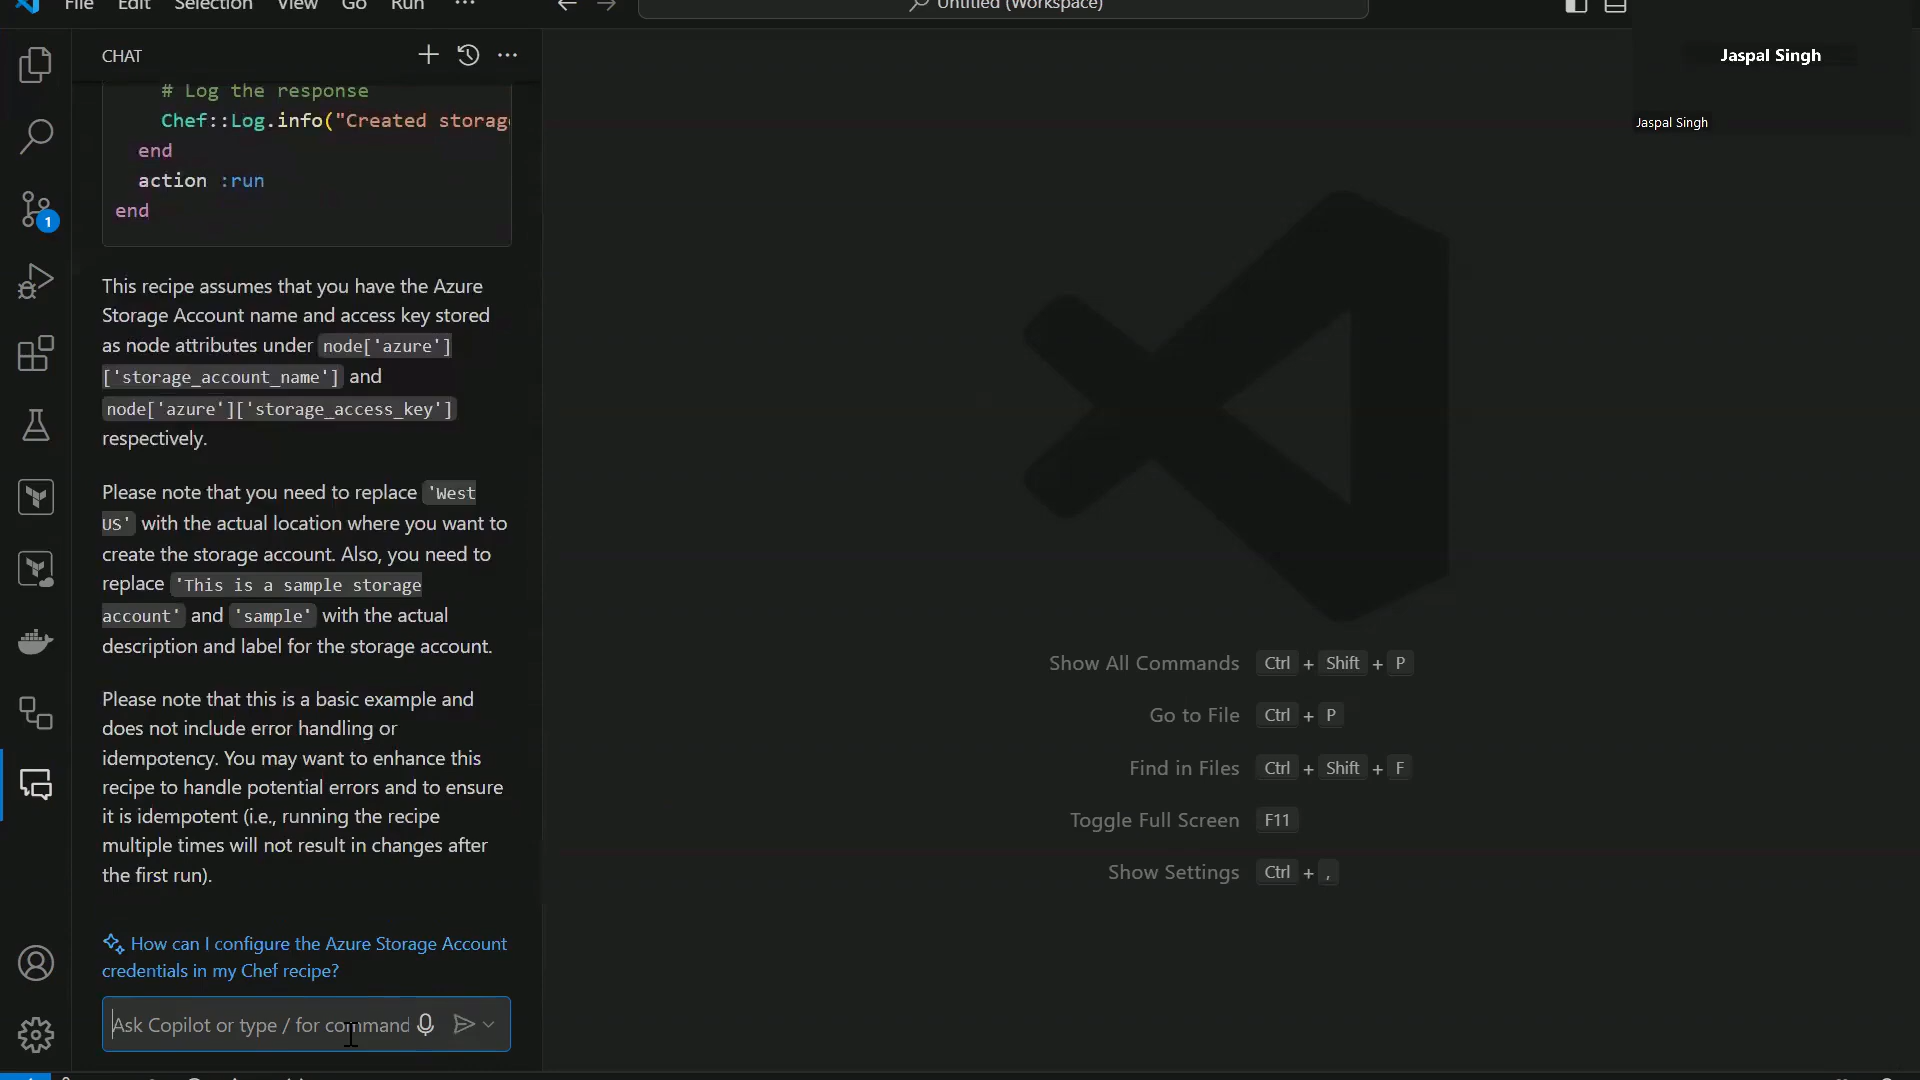 File Edit Selection View Go Run ···
Untitled (Workspace)
Jaspal Singh
Jaspal Singh
CHAT
# Log the response
Chef::Log.info("Created storag
end
action :run
end
This recipe assumes that you have the Azure
Storage Account name and access key stored
as node attributes under node['azure']
['storage_account_name'] and
node['azure']['storage_access_key']
respectively.
Please note that you need to replace 'West
US' with the actual location where you want to
create the storage account. Also, you need to
replace 'This is a sample storage
account' and 'sample' with the actual
description and label for the storage account.
Please note that this is a basic example and
does not include error handling or
idempotency. You may want to enhance this
recipe to handle potential errors and to ensure
it is idempotent (i.e., running the recipe
multiple times will not result in changes after
the first run).
How can I configure the Azure Storage Account
credentials in my Chef recipe?
Ask Copilot or type / for command
1
Show All Commands Ctrl + Shift + P
Go to File Ctrl + P
Find in Files Ctrl + Shift + F
Toggle Full Screen F11
Show Settings Ctrl + ,